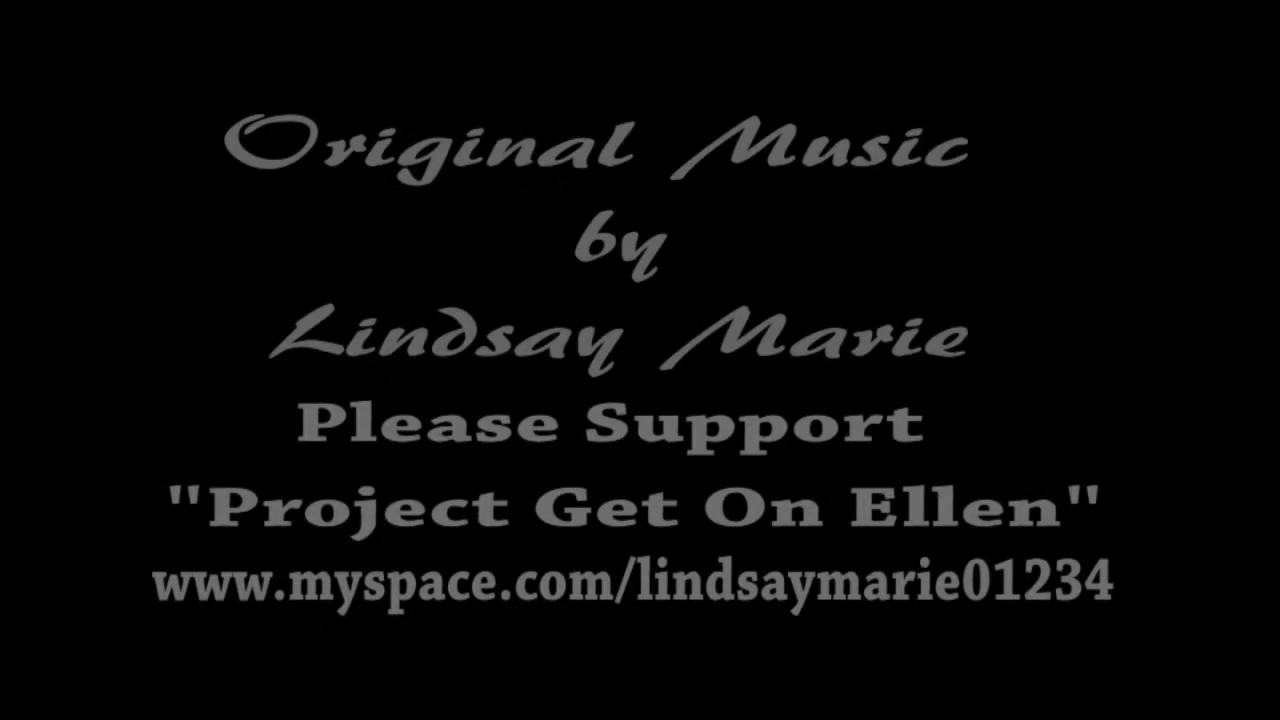 Original Music
by
Lindsay Marie
Please Support
"Project Get On Ellen"
www.myspace.com/lindsaymarie01234